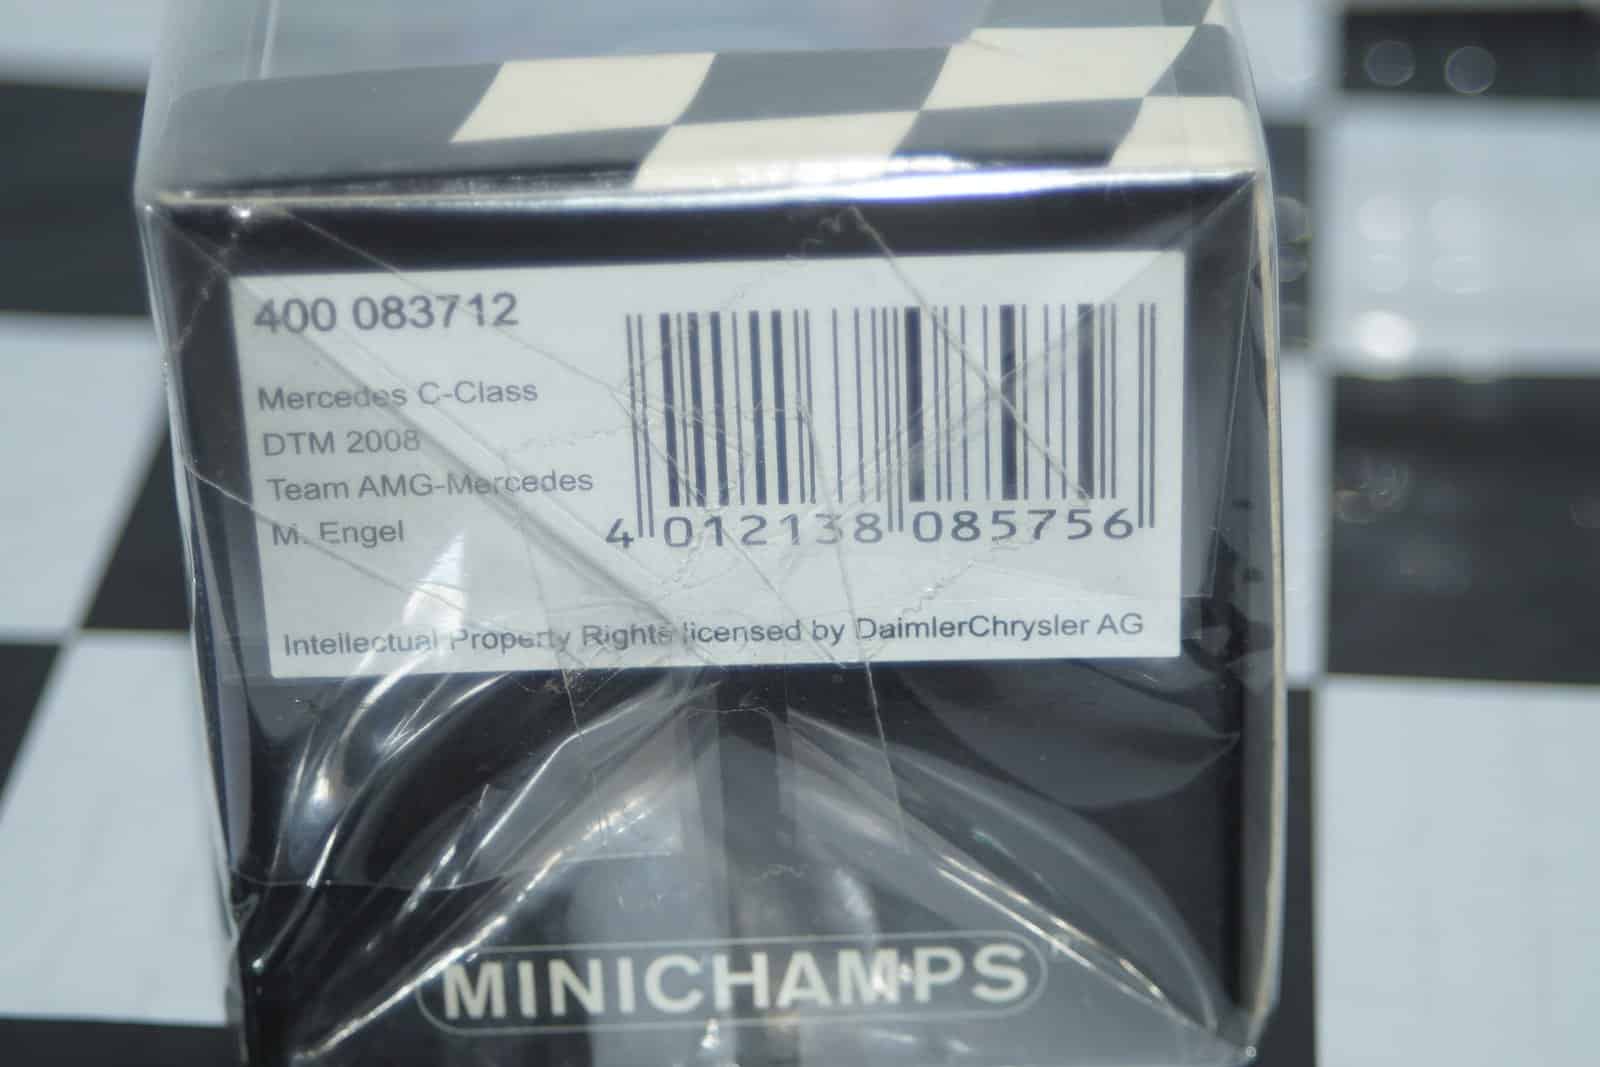 400 083712
Mercedes C-Class
DTM 2008
Team AMG-Mercedes
M. Engel
4 012138 085756
Intellectual Property Rights licensed by DaimlerChrysler AG
MINICHAMPS®